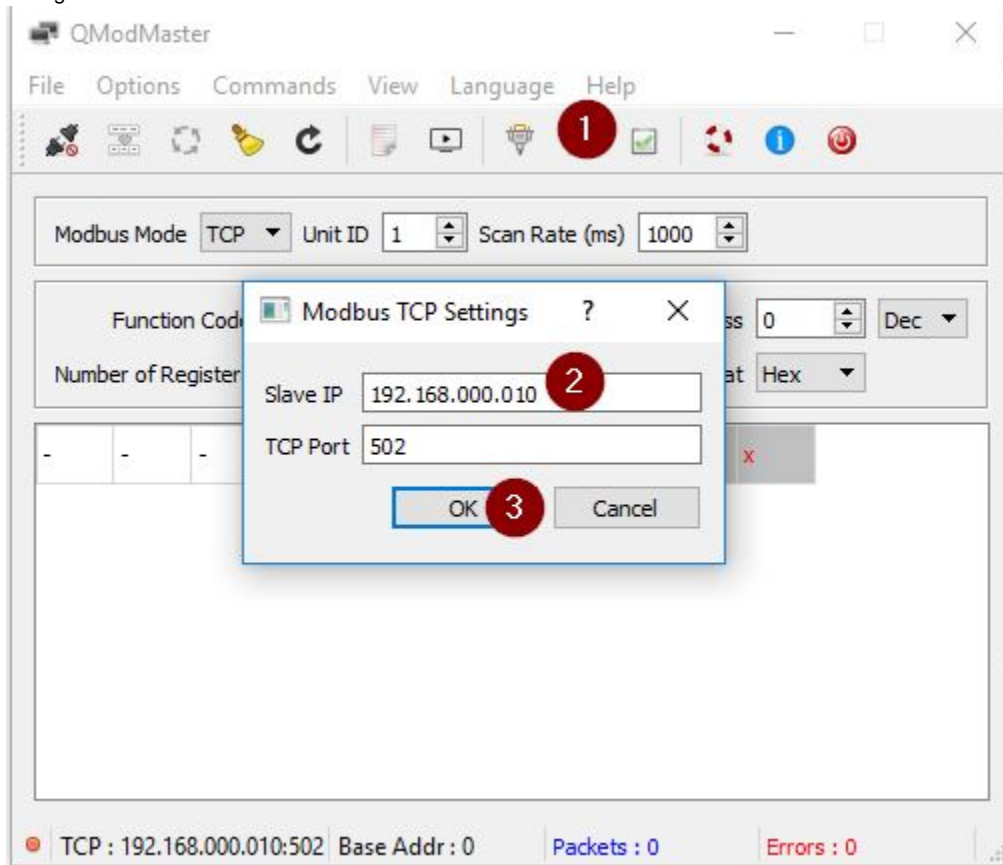 QModMaster
File Options Commands View Language Help
1
Modbus Mode TCP Unit ID 1 Scan Rate (ms) 1000
Modbus TCP Settings ? X
Function Cod
ss 0 Dec
Number of Register
at Hex
Slave IP 192.168.000.010 2
TCP Port 502
- - - x
OK 3 Cancel
TCP : 192.168.000.010:502 Base Addr : 0 Packets : 0 Errors : 0